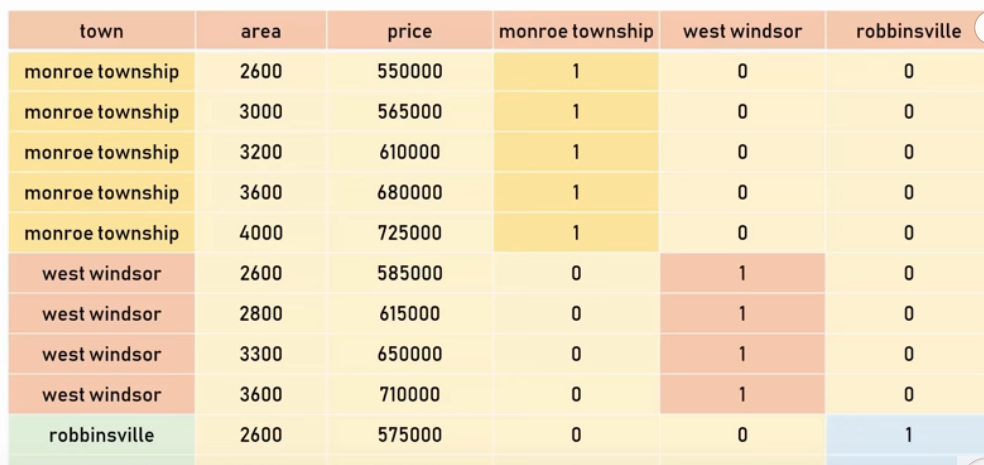 town area price monroe township west windsor robbinsville
monroe township 2600 550000 1 0 0
monroe township 3000 565000 1 0 0
monroe township 3200 610000 1 0 0
monroe township 3600 680000 1 0 0
monroe township 4000 725000 1 0 0
west windsor 2600 585000 0 1 0
west windsor 2800 615000 0 1 0
west windsor 3300 650000 0 1 0
west windsor 3600 710000 0 1 0
robbinsville 2600 575000 0 0 1